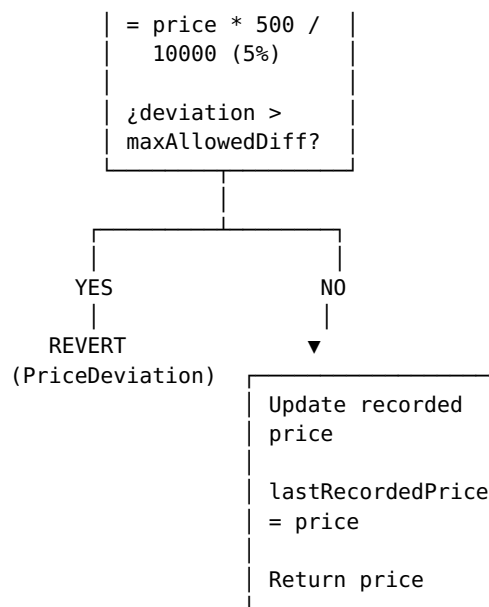 = price * 500 /
10000 (5%)
¿deviation >
maxAllowedDiff?
YES NO
REVERT
(PriceDeviation)
Update recorded
price
lastRecordedPrice
= price
Return price